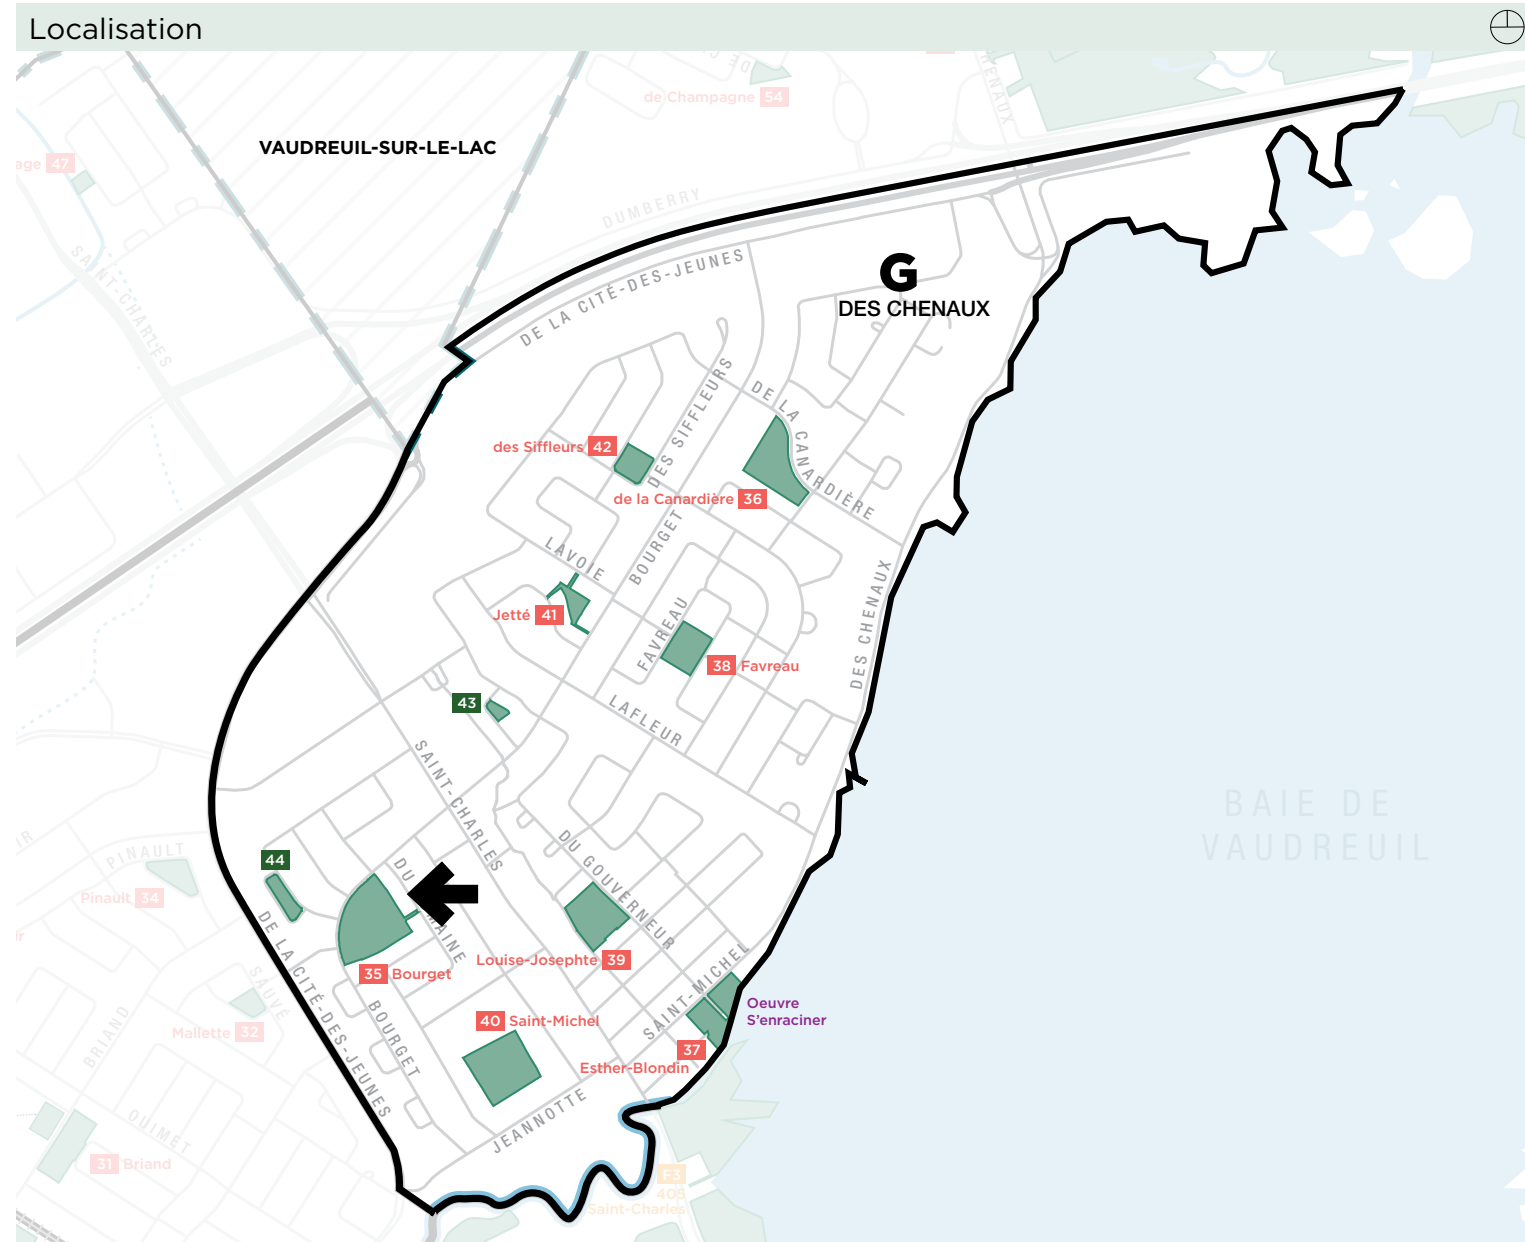 Localisation
de Champagne 54
VAUDREUIL-SUR-LE-LAC
age 47
DUMBERRY
SAINT-CHARLES
DE LA CITÉ-DES-JEUNES
G
DES CHENAUX
DES SIFFLEURS
DE LA CANARDIÈRE
des Siffleurs 42
de la Canardière 36
BOURGET
LAVOIE
DES CHENAUX
Jetté 41
FAVREAU
38 Favreau
43
LAFLEUR
SAINT-CHARLES
BAIE DE
VAUDREUIL
PINAULT
44
DU GOUVERNEUR
Pinault 34
DE LA CITÉ-DES-JEUNES
Louise-Josephte 39
35 Bourget
SAINT-MICHEL
SAUVÉ
Oeuvre
S'enraciner
BOURGET
40 Saint-Michel
Mallette 32
BRIAND
37
Esther-Blondin
JEANNOTTE
OUIMET
31 Briand
F3
405
Saint-Charles